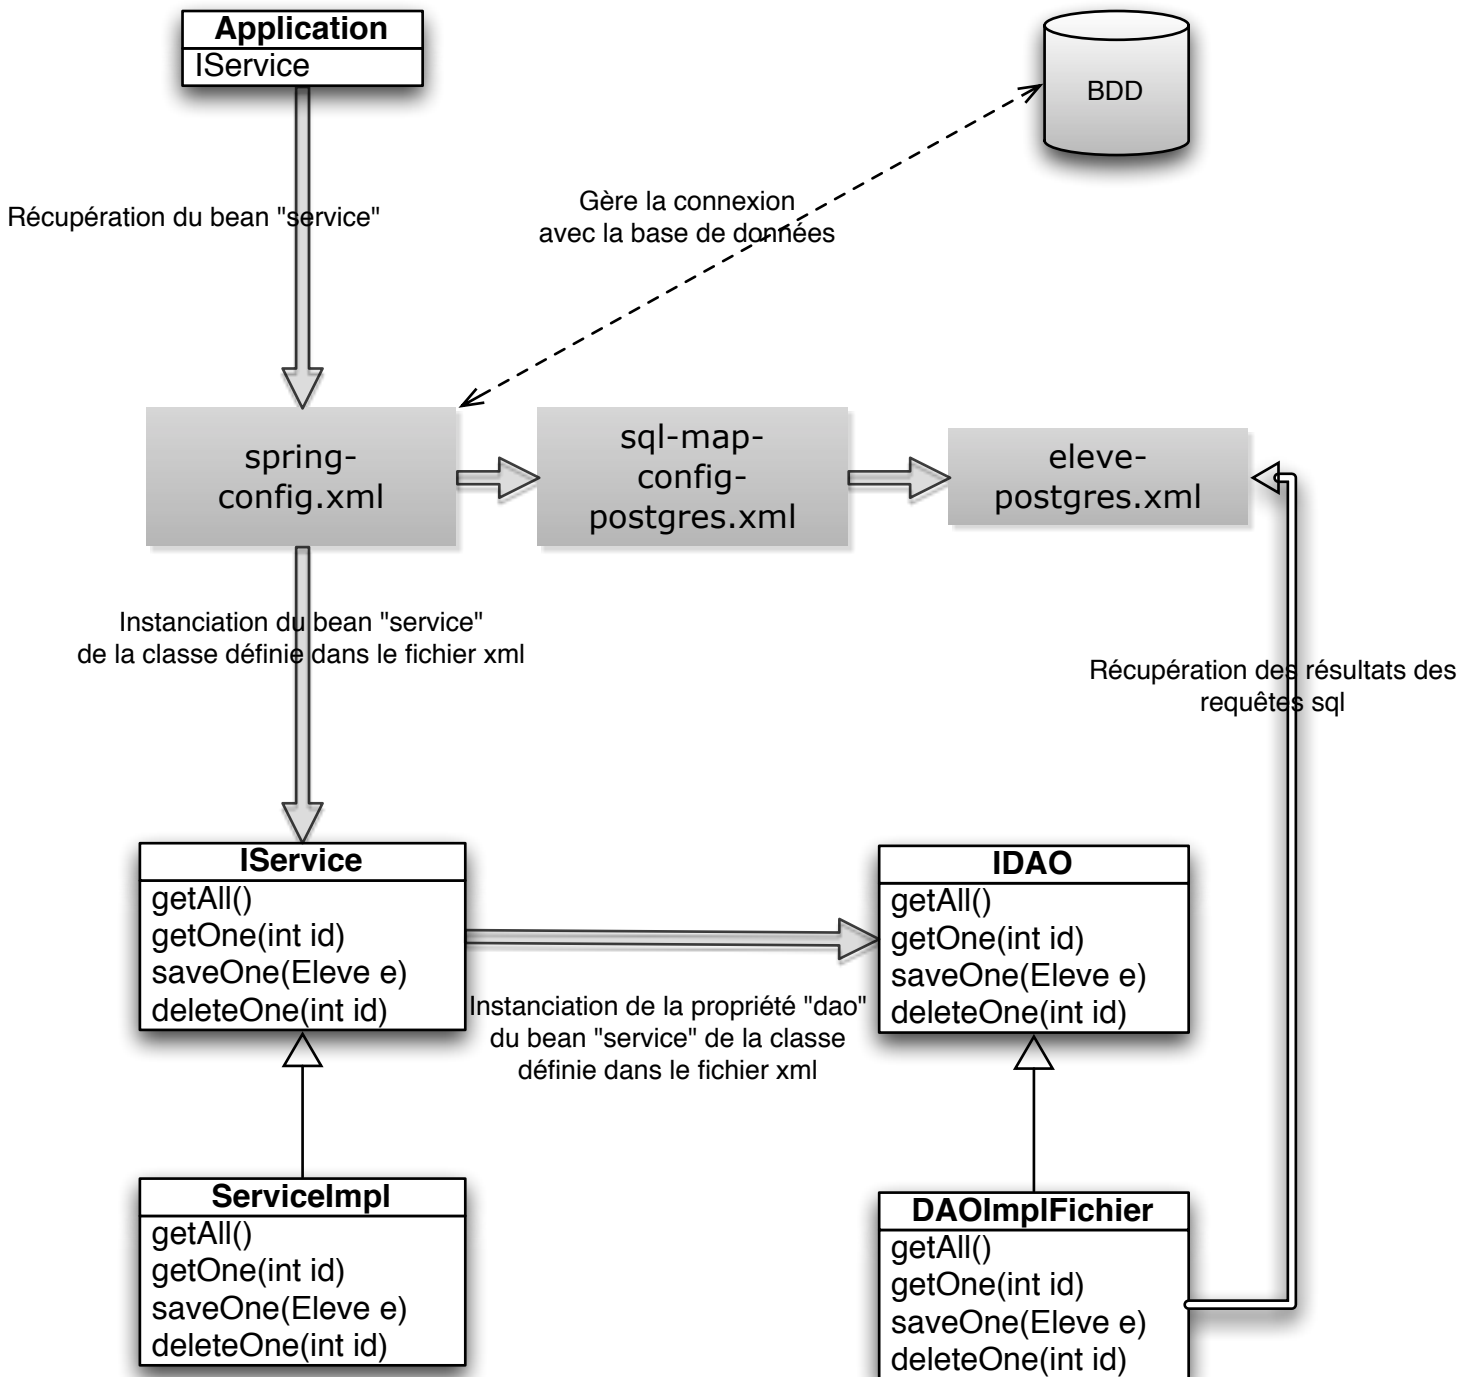 Application
IService
BDD
Récupération du bean "service"
Gère la connexion
avec la base de données
spring-
config.xml
sql-map-
config-
postgres.xml
eleve-
postgres.xml
Instanciation du bean "service"
de la classe définie dans le fichier xml
Récupération des résultats des
requêtes sql
IService
getAll()
getOne(int id)
saveOne(Eleve e)
deleteOne(int id)
Instanciation de la propriété "dao"
du bean "service" de la classe
définie dans le fichier xml
IDAO
getAll()
getOne(int id)
saveOne(Eleve e)
deleteOne(int id)
ServiceImpl
getAll()
getOne(int id)
saveOne(Eleve e)
deleteOne(int id)
DAOImplFichier
getAll()
getOne(int id)
saveOne(Eleve e)
deleteOne(int id)